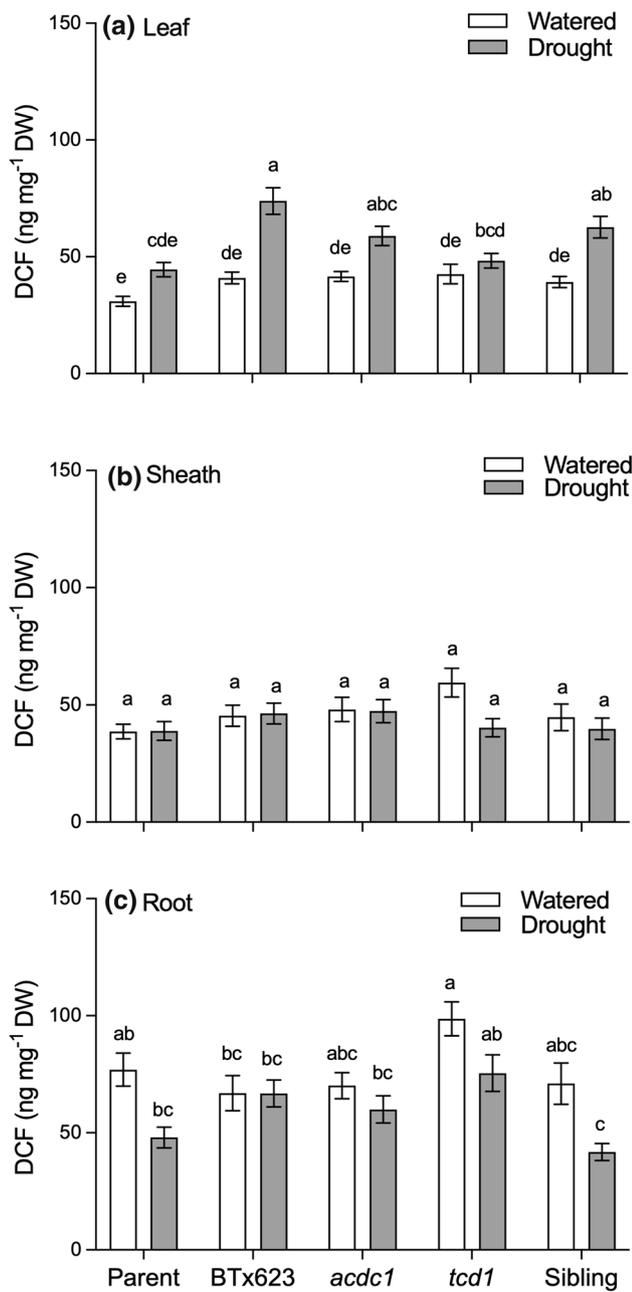 (a) Leaf
Watered
Drought
DCF (ng mg⁻¹ DW)
150
100
50
0
e
cde
de
a
de
abc
de
bcd
de
ab
(b) Sheath
Watered
Drought
DCF (ng mg⁻¹ DW)
150
100
50
0
a
a
a
a
a
a
a
a
a
a
(c) Root
Watered
Drought
DCF (ng mg⁻¹ DW)
150
100
50
0
ab
bc
bc
bc
abc
bc
a
ab
abc
c
Parent BTx623 acdc1 tcd1 Sibling